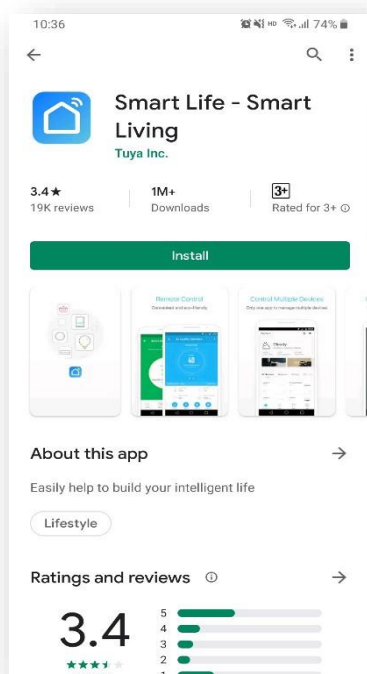 10:36
HD 74%
Smart Life - Smart
Living
Tuya Inc.
3.4★ 1M+ 3+
19K reviews Downloads Rated for 3+
Install
Remote Control
Control Multiple Devices
About this app
Easily help to build your intelligent life
Lifestyle
Ratings and reviews
3.4
5
4
3
2
1